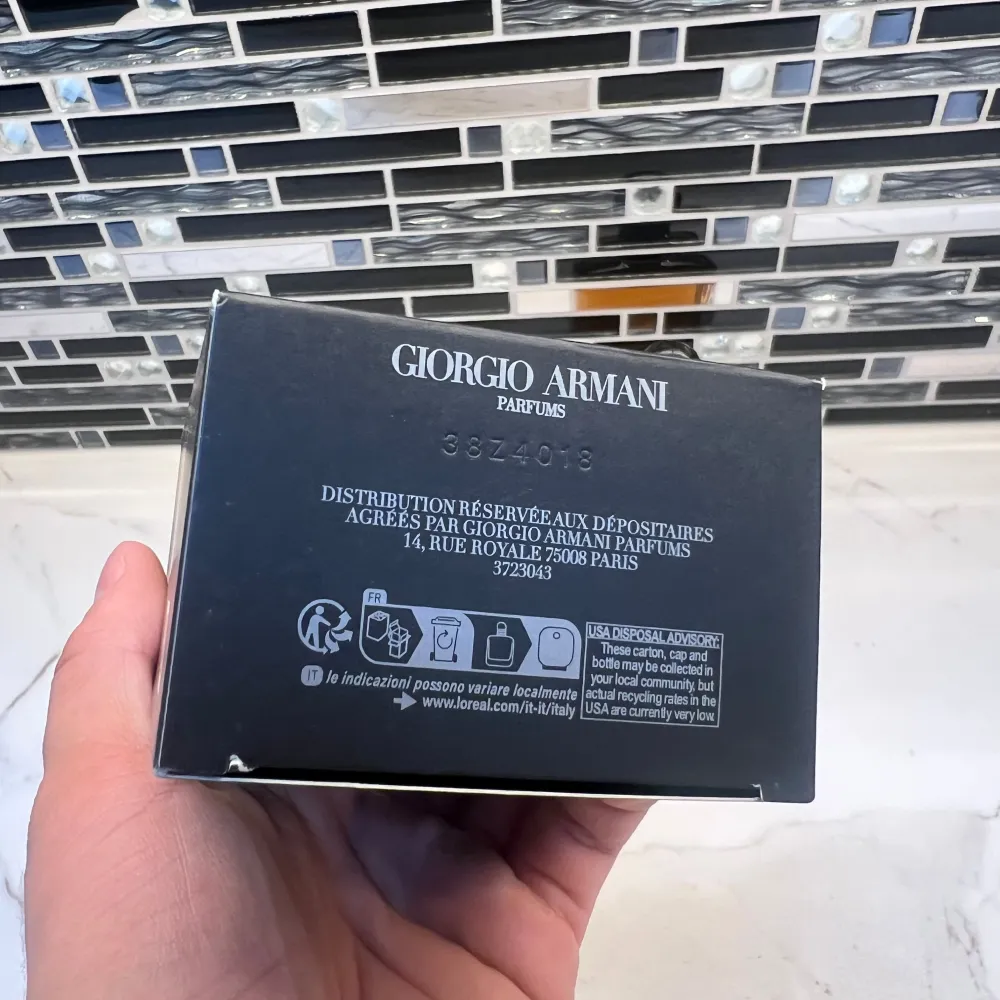 GIORGIO ARMANI
PARFUMS
38Z4018
DISTRIBUTION RÉSERVÉE AUX DÉPOSITAIRES
AGRÉÉS PAR GIORGIO ARMANI PARFUMS
14, RUE ROYALE 75008 PARIS
3723043
FR
IT le indicazioni possono variare localmente
www.loreal.com/it-it/italy
USA DISPOSAL ADVISORY:
These carton, cap and
bottle may be collected in
your local community, but
actual recycling rates in the
USA are currently very low.